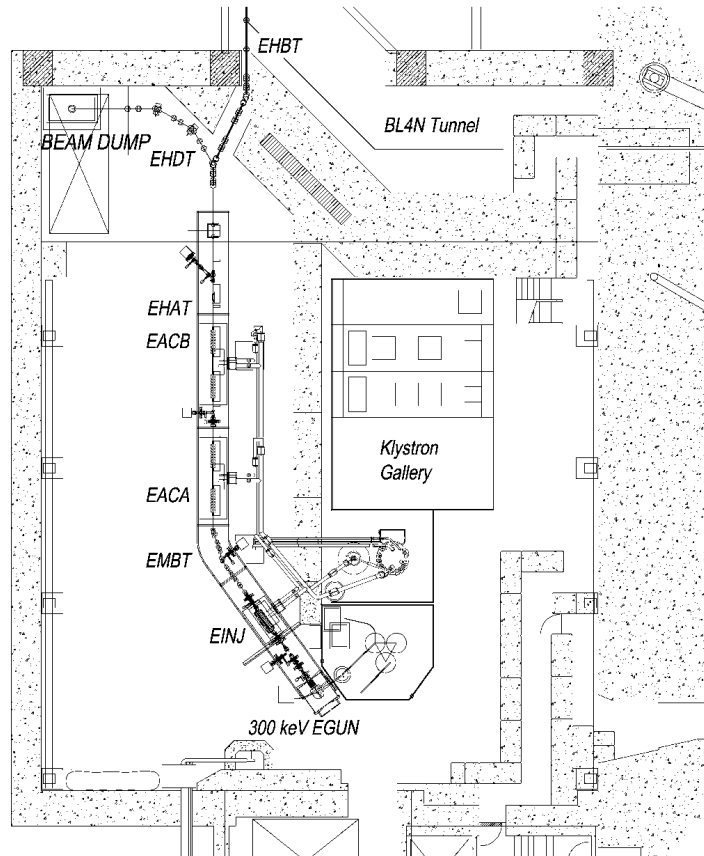 EHBT
BL4N Tunnel
BEAM DUMP
EHDT
EHAT
EACB
Klystron
Gallery
EACA
EMBT
EINJ
300 keV EGUN